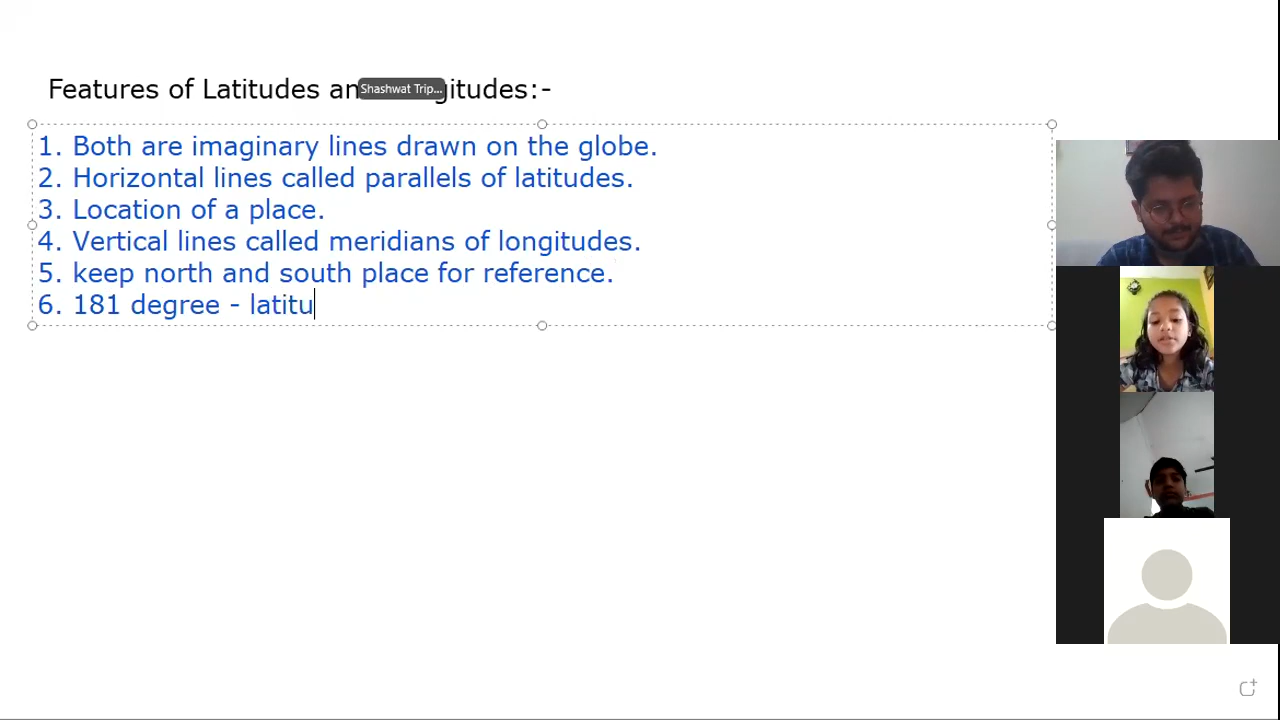 Features of Latitudes an gitudes:-
Shashwat Trip...
1. Both are imaginary lines drawn on the globe.
2. Horizontal lines called parallels of latitudes.
3. Location of a place.
4. Vertical lines called meridians of longitudes.
5. keep north and south place for reference.
6. 181 degree - latitu